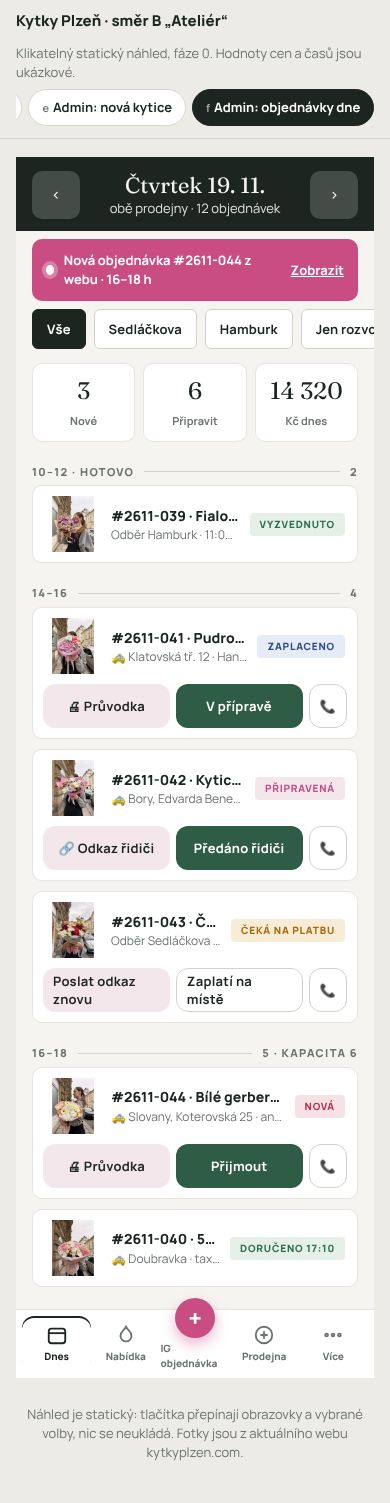 Kytky Plzeň · směr B „Ateliér“
Klikatelný statický náhled, fáze 0. Hodnoty cen a časů jsou
ukázkové.
e Admin: nová kytice
f Admin: objednávky dne
‹
Čtvrtek 19. 11.
›
obě prodejny · 12 objednávek
Nová objednávka #2611-044 z
webu · 16–18 h
Zobrazit
Vše
Sedláčkova
Hamburk
Jen rozvo
3
Nové
6
Připravit
14 320
Kč dnes
10–12 · HOTOVO
2
#2611-039 · Fialo…
Odběr Hamburk · 11:0…
VYZVEDNUTO
14–16
4
#2611-041 · Pudro…
🚕 Klatovská tř. 12 · Han…
ZAPLACENO
🖨 Průvodka
V přípravě
📞
#2611-042 · Kytic…
🚕 Bory, Edvarda Bene…
PŘIPRAVENÁ
🔗 Odkaz řidiči
Předáno řidiči
📞
#2611-043 · Č…
Odběr Sedláčkova …
ČEKÁ NA PLATBU
Poslat odkaz
znovu
Zaplatí na
místě
📞
16–18
5 · KAPACITA 6
#2611-044 · Bílé gerber…
🚕 Slovany, Koterovská 25 · an…
NOVÁ
🖨 Průvodka
Přijmout
📞
#2611-040 · 5…
🚕 Doubravka · tax…
DORUČENO 17:10
Dnes
Nabídka
+
IG
objednávka
Prodejna
Více
Náhled je statický: tlačítka přepínají obrazovky a vybrané
volby, nic se neukládá. Fotky jsou z aktuálního webu
kytkyplzen.com.